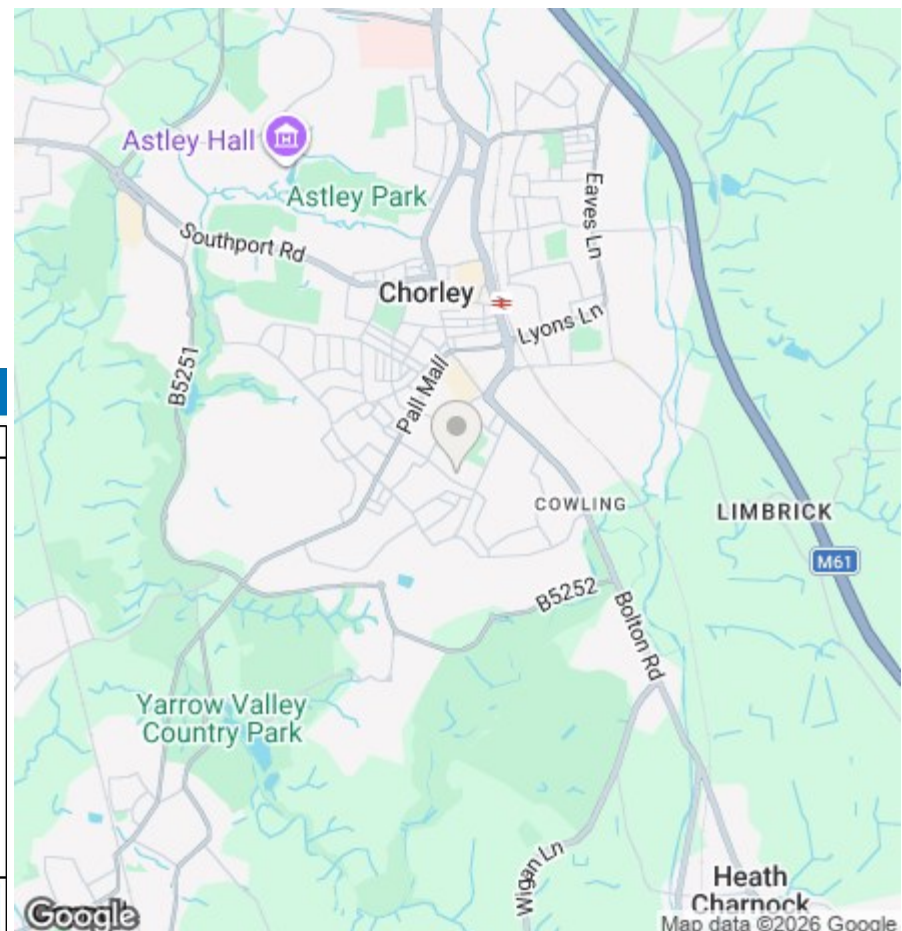 Astley Hall
Astley Park
Eaves Ln
Southport Rd
Chorley
Lyons Ln
B5251
Pall Mall
COWLING
LIMBRICK
M61
B5252
Bolton Rd
Yarrow Valley
Country Park
Wigan Ln
Heath
Charnock
Google
Map data ©2026 Google